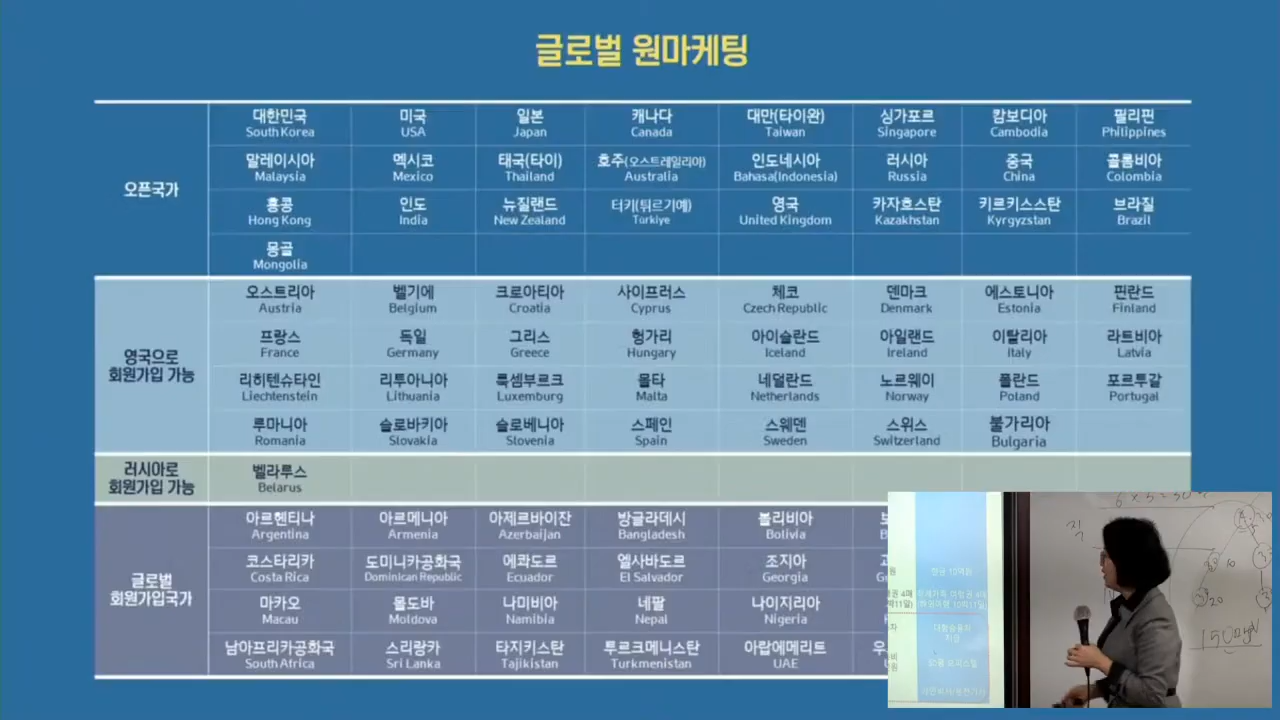 글로벌 원마케팅
오픈국가
대한민국 미국 일본 캐나다 대만(타이완) 싱가포르 캄보디아 필리핀
South Korea USA Japan Canada Taiwan Singapore Cambodia Philippines
말레이시아 멕시코 태국(타이) 호주(오스트레일리아) 인도네시아 러시아 중국 콜롬비아
Malaysia Mexico Thailand Australia Bahasa(Indonesia) Russia China Colombia
홍콩 인도 뉴질랜드 터키(튀르기예) 영국 카자흐스탄 키르키스스탄 브라질
Hong Kong India New Zealand Türkiye United Kingdom Kazakhstan Kyrgyzstan Brazil
몽골
Mongolia
영국으로
회원가입 가능
오스트리아 벨기에 크로아티아 사이프러스 체코 덴마크 에스토니아 핀란드
Austria Belgium Croatia Cyprus Czech Republic Denmark Estonia Finland
프랑스 독일 그리스 헝가리 아이슬란드 아일랜드 이탈리아 라트비아
France Germany Greece Hungary Iceland Ireland Italy Latvia
리히텐슈타인 리투아니아 룩셈부르크 몰타 네덜란드 노르웨이 폴란드 포르투갈
Liechtenstein Lithuania Luxemburg Malta Netherlands Norway Poland Portugal
루마니아 슬로바키아 슬로베니아 스페인 스웨덴 스위스 불가리아
Romania Slovakia Slovenia Spain Sweden Switzerland Bulgaria
러시아로
회원가입 가능
벨라루스
Belarus
글로벌
회원가입국가
아르헨티나 아르메니아 아제르바이잔 방글라데시 볼리비아
Argentina Armenia Azerbaijan Bangladesh Bolivia
코스타리카 도미니카공화국 에콰도르 엘사바도르 조지아
Costa Rica Dominican Republic Ecuador El Salvador Georgia
마카오 몰도바 나미비아 네팔 나이지리아
Macau Moldova Namibia Nepal Nigeria
남아프리카공화국 스리랑카 타지키스탄 투르크메니스탄 아랍에메리트
South Africa Sri Lanka Tajikistan Turkmenistan UAE